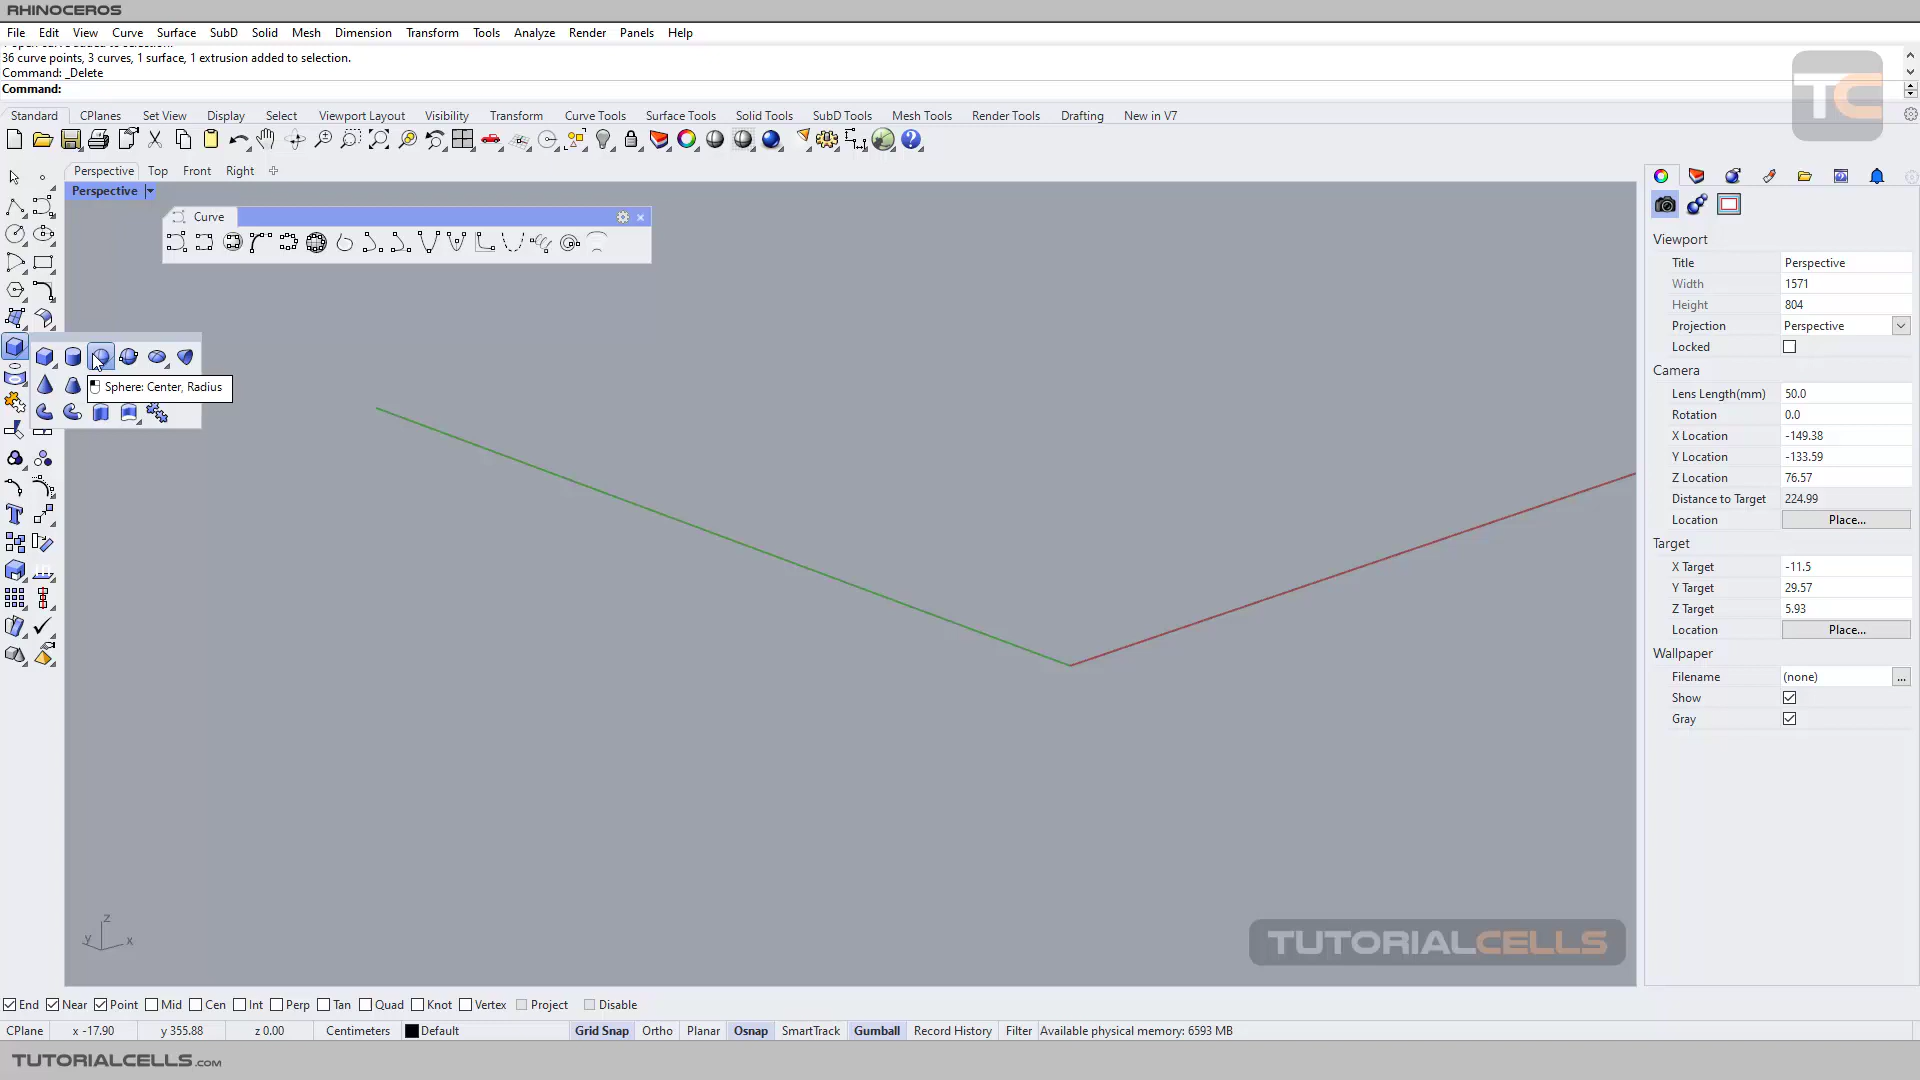 RHINOCEROS
File Edit View Curve Surface SubD Solid Mesh Dimension Transform Tools Analyze Render Panels Help
36 curve points, 3 curves, 1 surface, 1 extrusion added to selection.
Command: _Delete
Command:
TC
Standard CPlanes Set View Display Select Viewport Layout Visibility Transform Curve Tools Surface Tools Solid Tools SubD Tools Mesh Tools Render Tools Drafting New in V7
Perspective Top Front Right
Perspective
Curve
Sphere: Center, Radius
Viewport
Title Perspective
Width 1571
Height 804
Projection Perspective
Locked
Camera
Lens Length(mm) 50.0
Rotation 0.0
X Location -149.38
Y Location -133.59
Z Location 76.57
Distance to Target 224.99
Location Place...
Target
X Target -11.5
Y Target 29.57
Z Target 5.93
Location Place...
Wallpaper
Filename (none) ...
Show
Gray
z
y x
TUTORIALCELLS
End Near Point Mid Cen Int Perp Tan Quad Knot Vertex Project Disable
CPlane x -17.90 y 355.88 z 0.00 Centimeters Default Grid Snap Ortho Planar Osnap SmartTrack Gumball Record History Filter Available physical memory: 6593 MB
TUTORIALCELLS.COM